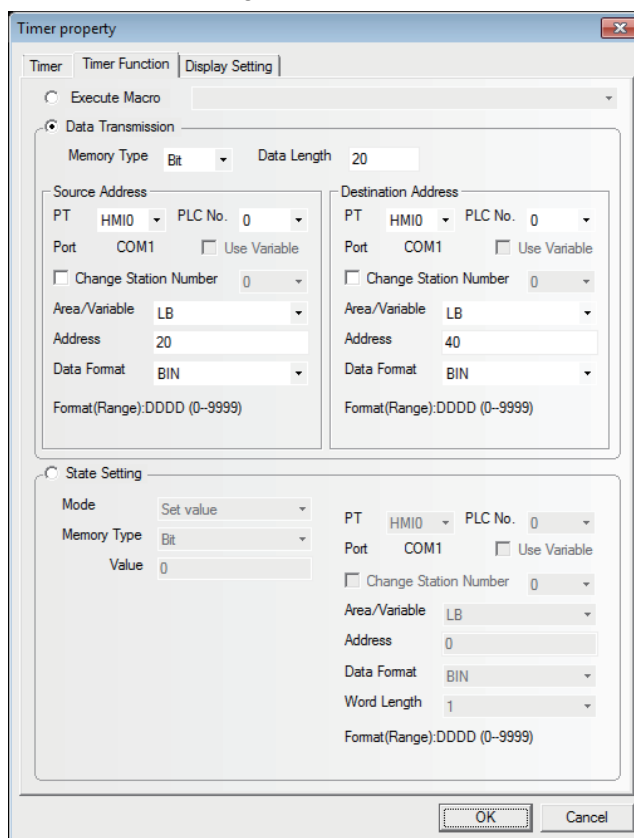 Timer property
Timer Timer Function Display Setting
Execute Macro
Data Transmission
Memory Type Bit Data Length 20
Source Address Destination Address
PT HMI0 PLC No. 0 PT HMI0 PLC No. 0
Port COM1 Use Variable Port COM1 Use Variable
Change Station Number 0 Change Station Number 0
Area/Variable LB Area/Variable LB
Address 20 Address 40
Data Format BIN Data Format BIN
Format(Range):DDDD (0--9999) Format(Range):DDDD (0--9999)
State Setting
Mode Set value
PT HMI0 PLC No. 0
Memory Type Bit
Port COM1 Use Variable
Value 0
Change Station Number 0
Area/Variable LB
Address 0
Data Format BIN
Word Length 1
Format(Range):DDDD (0--9999)
OK Cancel